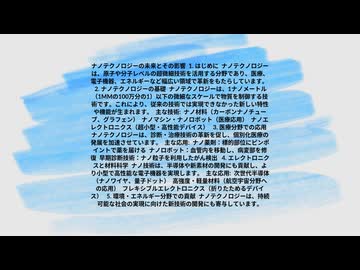 ナノテクノロジーの未来とその影響 1. はじめに ナノテクノロジー
は、原子や分子レベルの超微細技術を活用する分野であり、医療、
電子機器、エネルギーなど幅広い領域で革新をもたらしています。
2. ナノテクノロジーの基礎 ナノテクノロジーは、1ナノメートル
（1MMの100万分の1）以下の微細なスケールで物質を制御する技
術です。これにより、従来の技術では実現できなかった新しい特性
や機能が生まれます。 主な技術: ナノ材料（カーボンナノチュー
ブ、グラフェン） ナノマシン・ナノロボット（医療応用） ナノエ
レクトロニクス（超小型・高性能デバイス） 3. 医療分野での応用
ナノテクノロジーは、診断・治療技術の革新を促し、個別化医療の
発展を加速させています。 主な応用: ナノ薬剤：標的部位にピンポ
イントで薬を届ける ナノロボット：血管内を移動し、病変部を修
復 早期診断技術：ナノ粒子を利用したがん検出 4. エレクトロニク
スと材料科学 ナノ技術は、半導体や新素材の開発にも貢献し、よ
り小型で高性能な電子機器を実現します。 主な応用: 次世代半導体
（ナノワイヤ、量子ドット） 高強度・軽量材料（航空宇宙分野へ
の応用） フレキシブルエレクトロニクス（折りたためるデバイ
ス） 5. 環境・エネルギー分野での貢献 ナノテクノロジーは、持続
可能な社会の実現に向けた新技術の開発にも寄与しています。